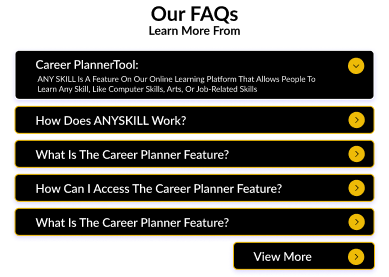 Our FAQs
Learn More From
Career PlannerTool:
ANY SKILL Is A Feature On Our Online Learning Platform That Allows People To
Learn Any Skill, Like Computer Skills, Arts, Or Job-Related Skills
How Does ANYSKILL Work?
What Is The Career Planner Feature?
How Can I Access The Career Planner Feature?
What Is The Career Planner Feature?
View More